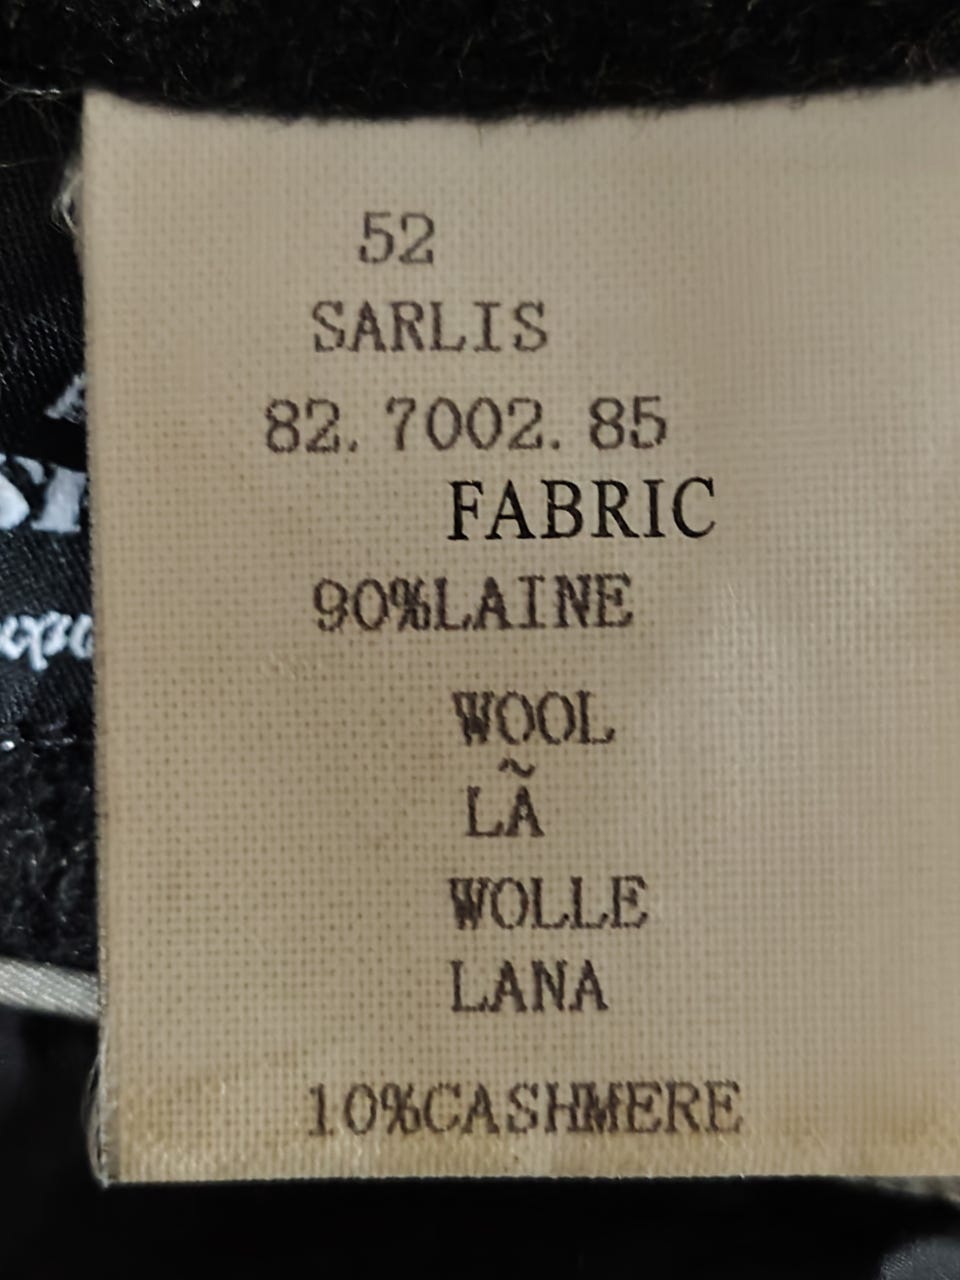 52
SARLIS
82.7002.85
FABRIC
90%LAINE
WOOL
LÃ
WOLLE
LANA
10%CASHMERE